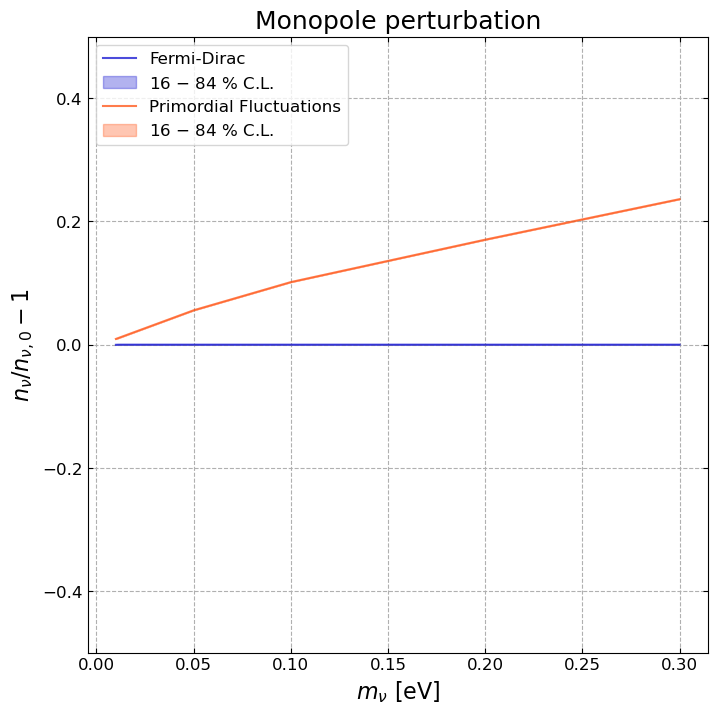 Monopole perturbation
Fermi-Dirac
16 − 84 % C.L.
Primordial Fluctuations
16 − 84 % C.L.
0.4
0.2
0.0
−0.2
−0.4
n_ν/n_ν,0 − 1
0.00 0.05 0.10 0.15 0.20 0.25 0.30
m_ν [eV]